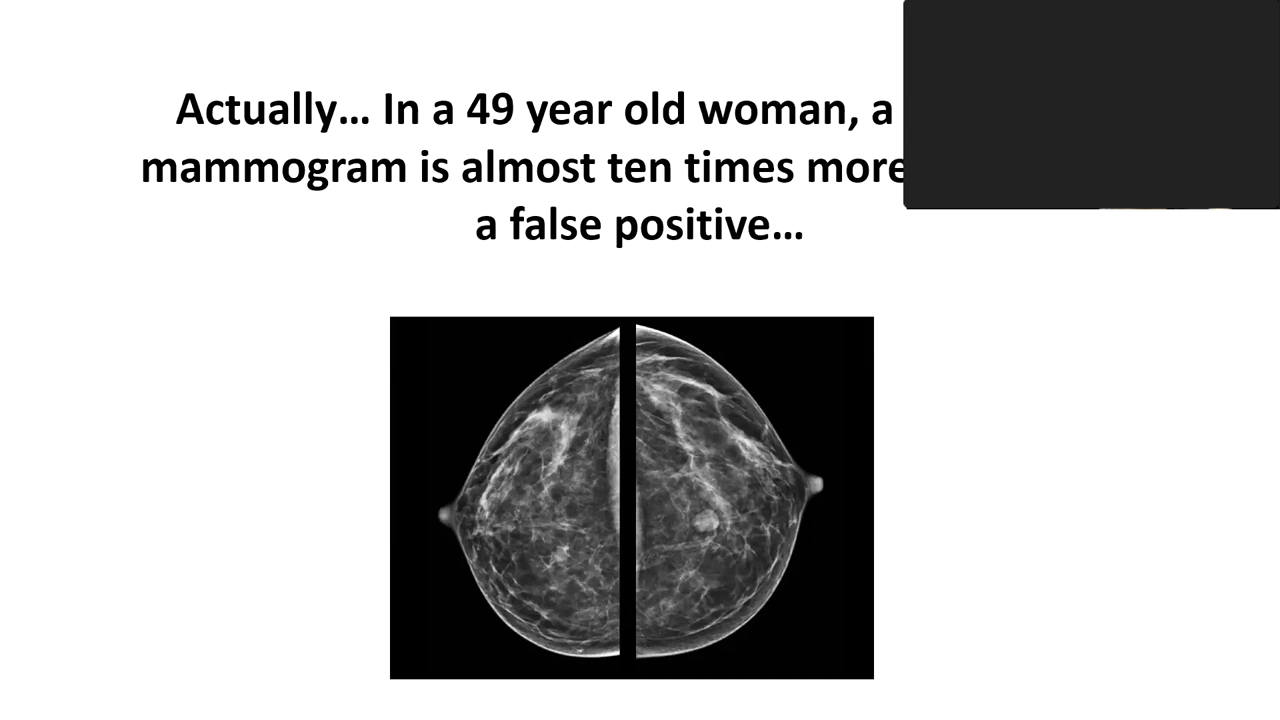 Actually… In a 49 year old woman, a
mammogram is almost ten times more
a false positive…